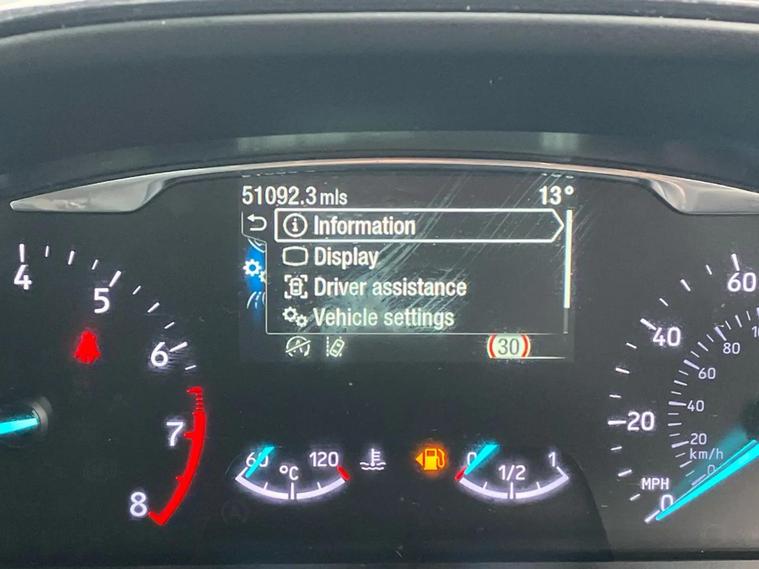 51092.3 mls 13°
Information
Display
Driver assistance
Vehicle settings
30
4
5
6
7
8
60 °C 120
0 1/2 1
60
40
20
0
MPH
80
60
40
20
0
km/h